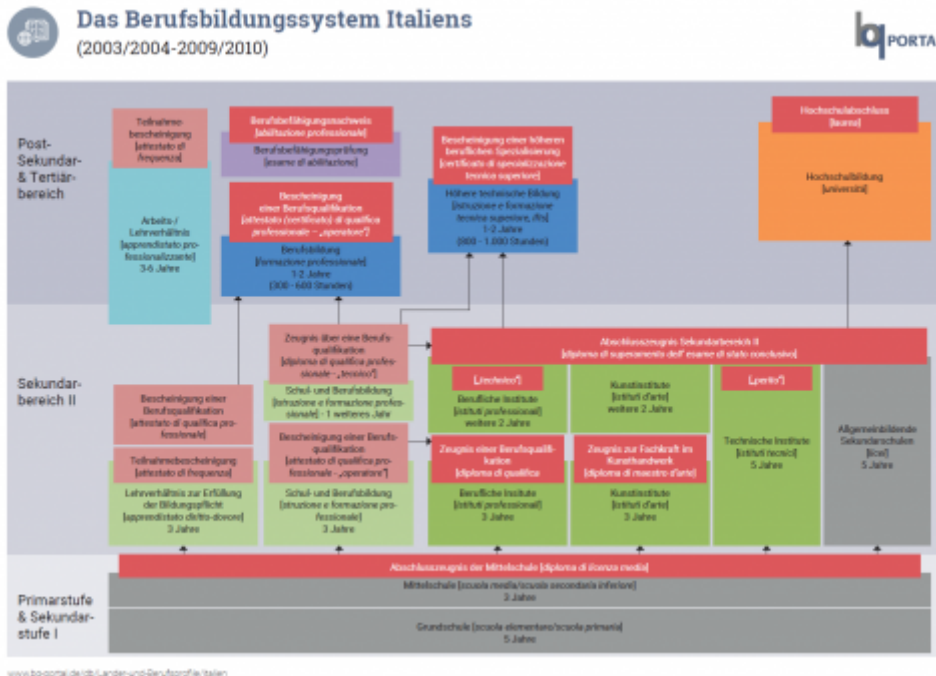 Das Berufsbildungssystem Italiens
(2003/2004-2009/2010)
bq PORTA
Post-
Sekundar-
& Tertiär-
bereich
Teilnahme
bescheinigung
[attestato di
frequenza]
Arbeits-/
Lehrverhältnis
[apprendistato pro-
fessionalizzante]
3-6 Jahre
Berufsbefähigungsnachweis
[abilitazione professionale]
Berufsbefähigungsprüfung
[esame di abilitazione]
Bescheinigung
einer Berufsqualifikation
[attestato (certificato) di qualifica
professionale – „operatore"]
Berufsbildung
[formazione professionale]
1-2 Jahre
(300 - 600 Stunden)
Bescheinigung einer höheren
beruflichen Spezialisierung
[certificato di specializzazione
tecnica superiore]
Höhere technische Bildung
[istruzione e formazione
tecnica superiore, ifts]
1-2 Jahre
(800 - 1.000 Stunden)
Hochschulabschluss
[laurea]
Hochschulbildung
[università]
Sekundar-
bereich II
Bescheinigung einer
Berufsqualifikation
[attestato di qualifica pro-
fessionale]
Teilnahmebescheinigung
[attestato di frequenza]
Lehrverhältnis zur Erfüllung
der Bildungspflicht
[apprendistato diritto-dovere]
3 Jahre
Zeugnis über eine Berufs-
qualifikation
[diploma di qualifica profes-
sionale - „tecnico"]
Schul- und Berufsbildung
[istruzione e formazione profes-
sionale] - 1 weiteres Jahr
Bescheinigung einer Berufs-
qualifikation
[attestato di qualifica pro-
fessionale - „operatore"]
Schul- und Berufsbildung
[istruzione e formazione pro-
fessionale]
3 Jahre
Abschlusszeugnis Sekundarbereich II
[diploma di superamento dell' esame di stato conclusivo]
[„tecnico"]
Berufliche Institute
[istituti professionali]
weitere 2 Jahre
Zeugnis einer Berufsqualifi-
kation
[diploma di qualifica
Berufliche Institute
[istituti professionali]
3 Jahre
Kunstinstitute
[istituti d'arte]
weitere 2 Jahre
Zeugnis zur Fachkraft im
Kunsthandwerk
[diploma di maestro d'arte]
Kunstinstitute
[istituti d'arte]
3 Jahre
[„perito"]
Technische Institute
[istituti tecnici]
5 Jahre
Allgemeinbildende
Sekundarschulen
[licei]
5 Jahre
Primarstufe
& Sekundar-
stufe I
Abschlusszeugnis der Mittelschule [diploma di licenza media]
Mittelschule [scuola media/scuola secondaria inferiore]
3 Jahre
Grundschule [scuola elementare/scuola primaria]
5 Jahre
www.bq-portal.de/db/Länder-und-Berufsprofile/italien